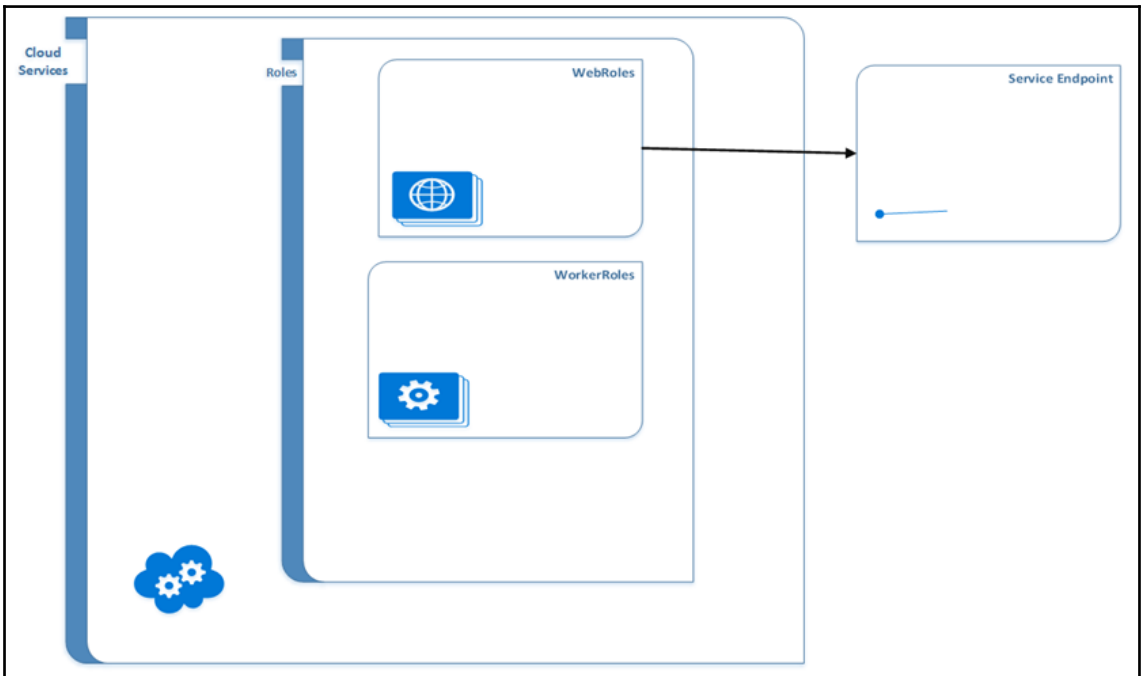 Cloud
Services
Roles
WebRoles
Service Endpoint
WorkerRoles